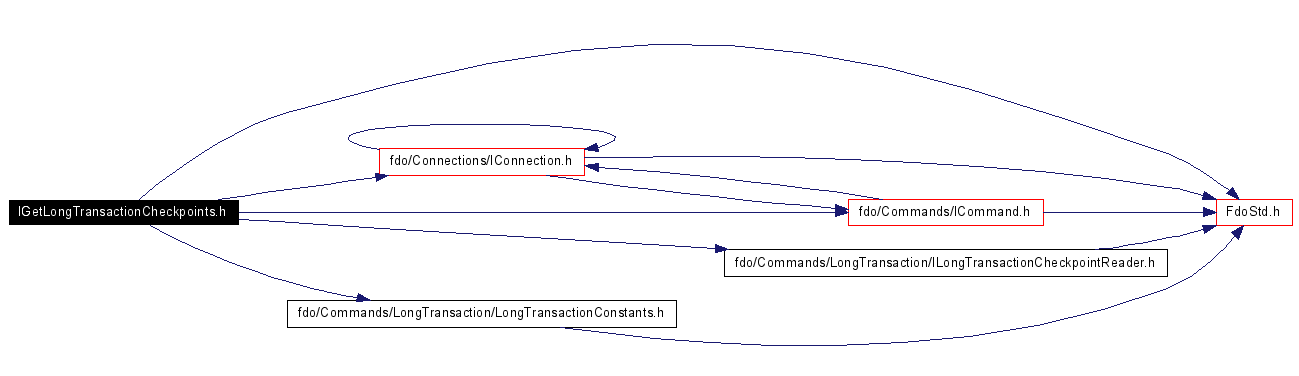 fdo/Connections/IConnection.h
IGetLongTransactionCheckpoints.h
fdo/Commands/ICommand.h
FdoStd.h
fdo/Commands/LongTransaction/ILongTransactionCheckpointReader.h
fdo/Commands/LongTransaction/LongTransactionConstants.h